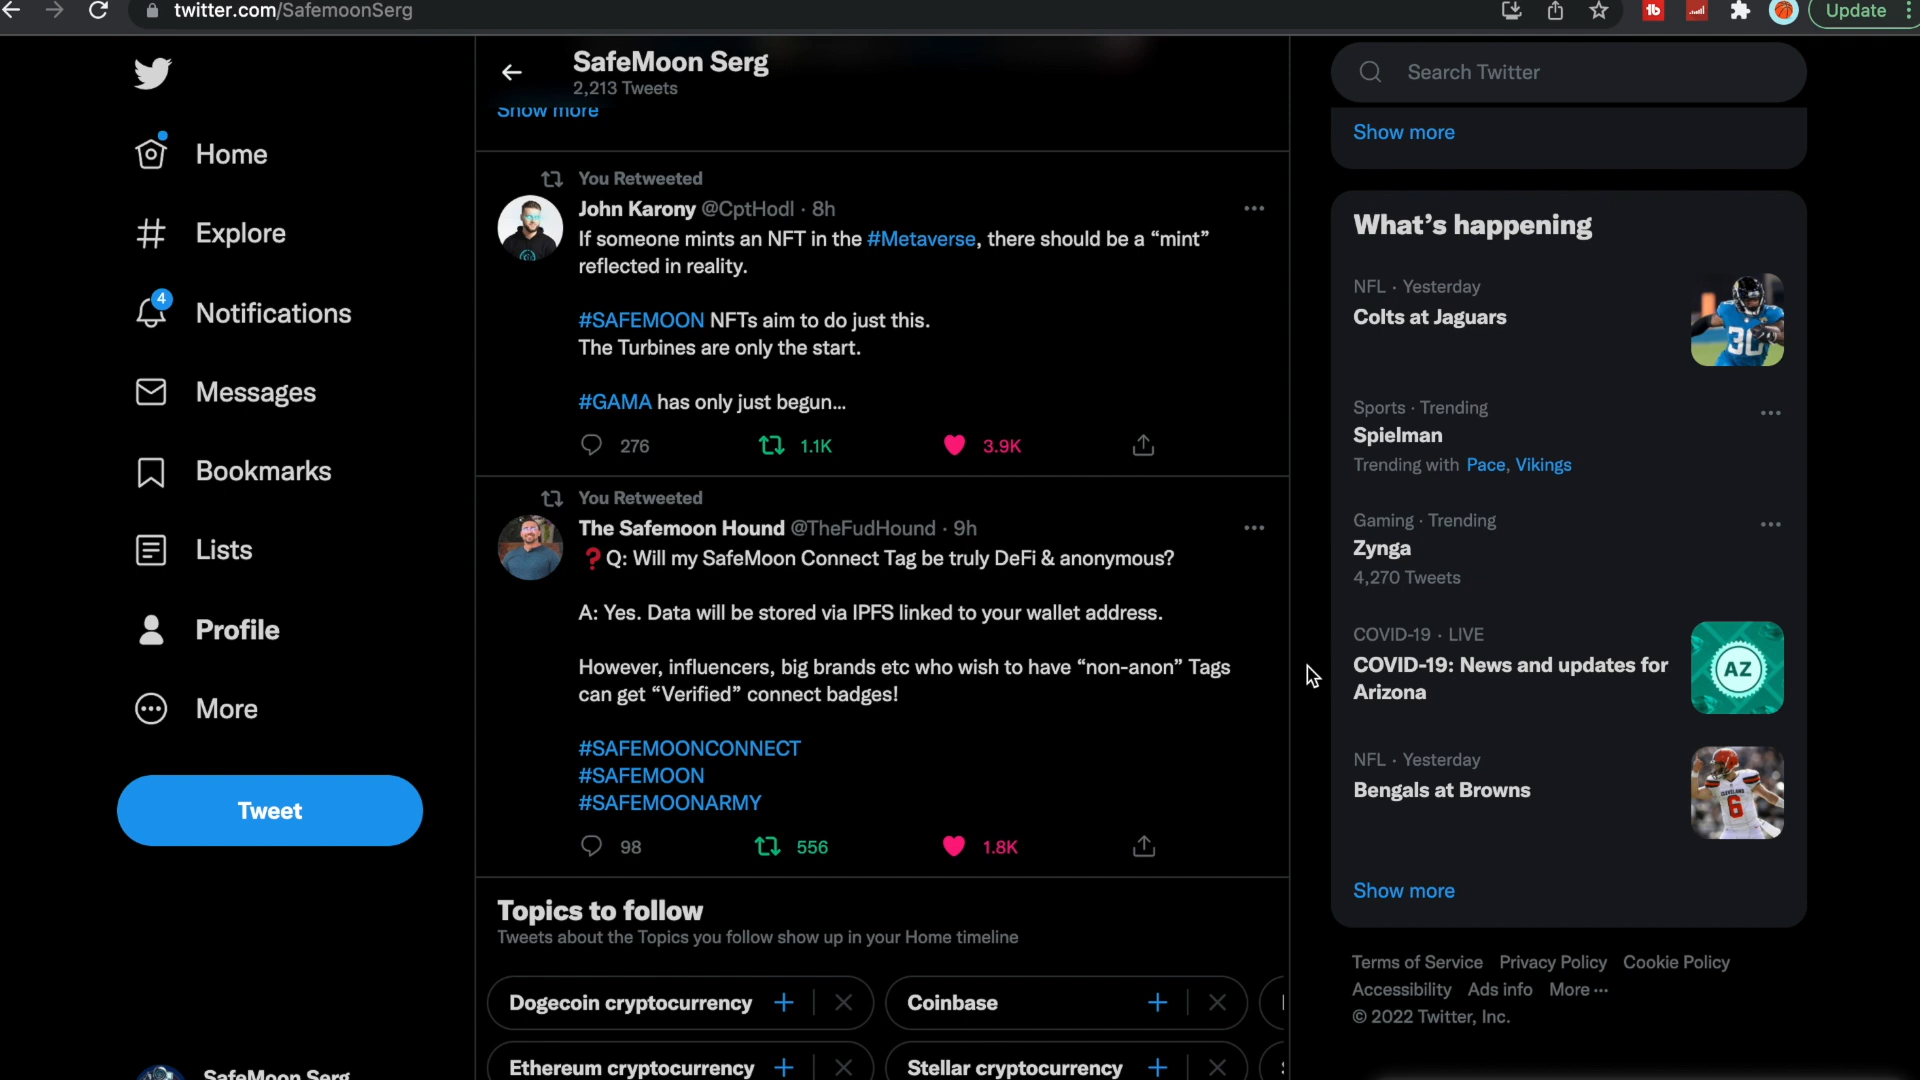 twitter.com/SafemoonSerg
Update
SafeMoon Serg
2,213 Tweets
Show more
Home
Explore
4
Notifications
Messages
Bookmarks
Lists
Profile
More
Tweet
SafeMoon Serg
You Retweeted
John Karony @CptHodl · 8h
If someone mints an NFT in the #Metaverse, there should be a “mint”
reflected in reality.
#SAFEMOON NFTs aim to do just this.
The Turbines are only the start.
#GAMA has only just begun...
276 1.1K 3.9K
You Retweeted
The Safemoon Hound @TheFudHound · 9h
❓Q: Will my SafeMoon Connect Tag be truly DeFi & anonymous?
A: Yes. Data will be stored via IPFS linked to your wallet address.
However, influencers, big brands etc who wish to have “non-anon” Tags
can get “Verified” connect badges!
#SAFEMOONCONNECT
#SAFEMOON
#SAFEMOONARMY
98 556 1.8K
Topics to follow
Tweets about the Topics you follow show up in your Home timeline
Dogecoin cryptocurrency
Coinbase
Ethereum cryptocurrency
Stellar cryptocurrency
Search Twitter
Show more
What’s happening
NFL · Yesterday
Colts at Jaguars
30
Sports · Trending
Spielman
Trending with Pace, Vikings
Gaming · Trending
Zynga
4,270 Tweets
COVID-19 · LIVE
COVID-19: News and updates for
Arizona
AZ
NFL · Yesterday
Bengals at Browns
6
Show more
Terms of Service Privacy Policy Cookie Policy
Accessibility Ads info More ···
© 2022 Twitter, Inc.